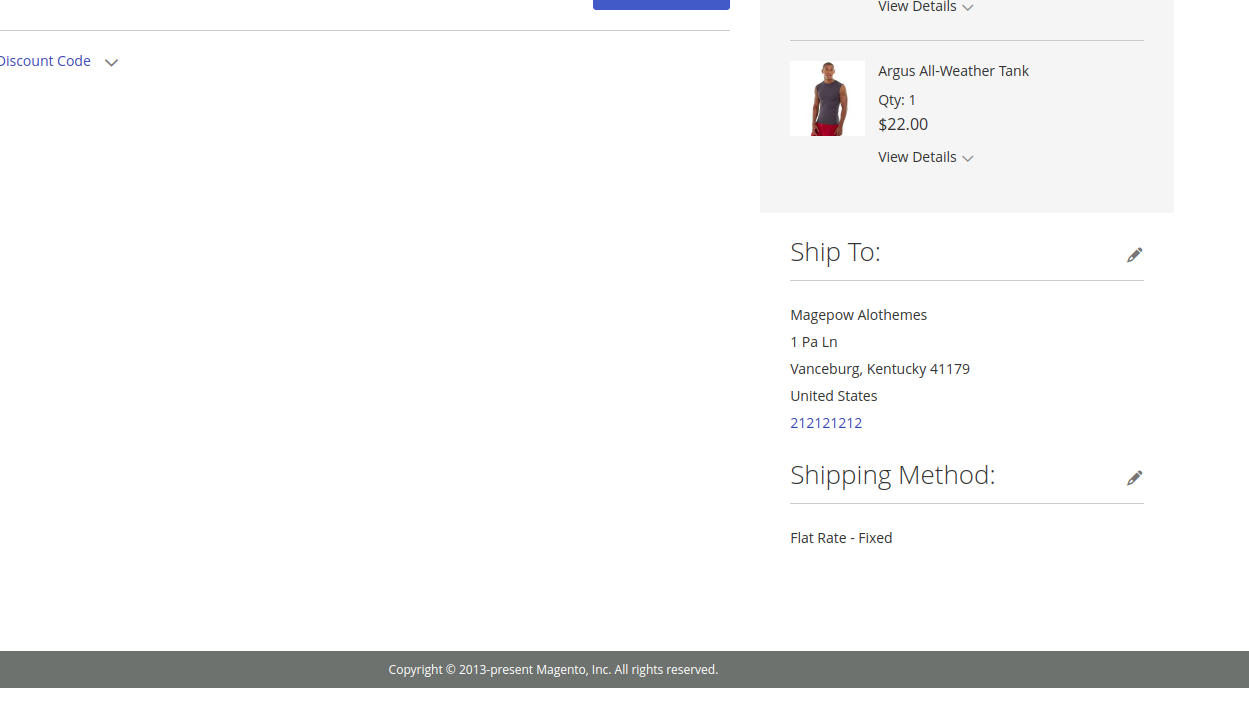 Discount Code
View Details
Argus All-Weather Tank
Qty: 1
$22.00
View Details
Ship To:
Magepow Alothemes
1 Pa Ln
Vanceburg, Kentucky 41179
United States
212121212
Shipping Method:
Flat Rate - Fixed
Copyright © 2013-present Magento, Inc. All rights reserved.